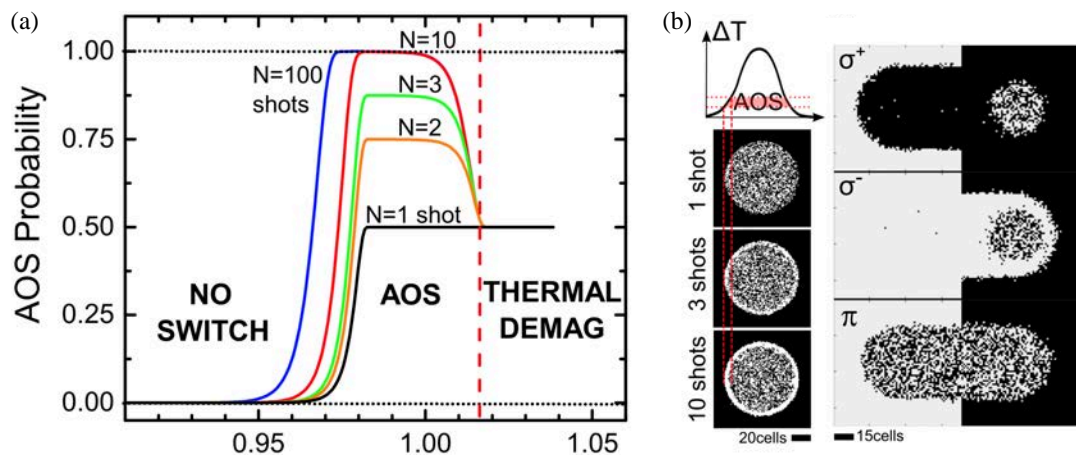 (a)
AOS Probability
1.00
0.75
0.50
0.25
0.00
0.95
1.00
1.05
N=100
shots
N=10
N=3
N=2
N=1 shot
NO
SWITCH
AOS
THERMAL
DEMAG
(b)
ΔT
AOS
1 shot
3 shots
10 shots
20cells
σ+
σ-
π
15cells